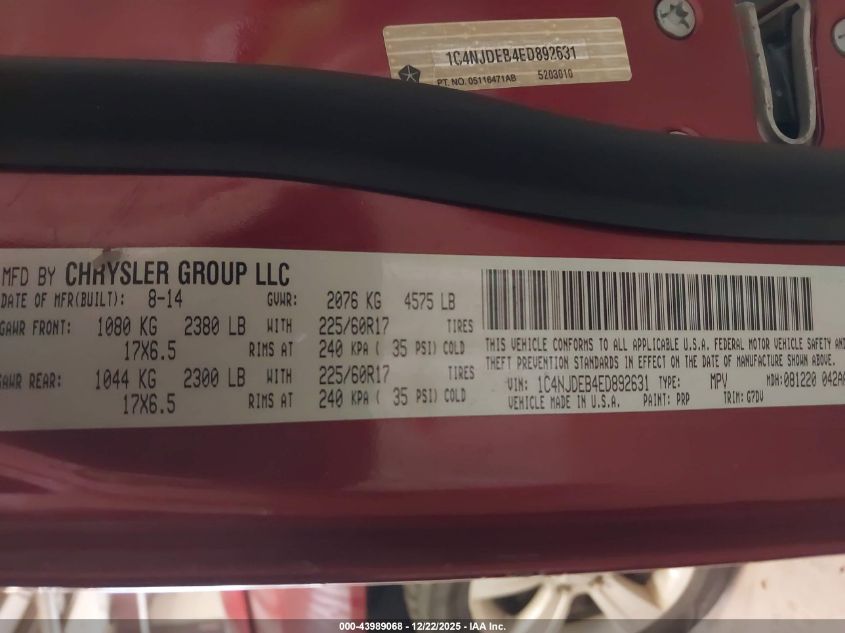 1C4NJDEB4ED892631
PT. NO. 05116471AB 5203010
MFD BY CHRYSLER GROUP LLC
DATE OF MFR(BUILT): 8-14 GVWR: 2076 KG 4575 LB
GAWR FRONT: 1080 KG 2380 LB WITH 225/60R17 TIRES
17X6.5 RIMS AT 240 KPA ( 35 PSI) COLD
GAWR REAR: 1044 KG 2300 LB WITH 225/60R17 TIRES
17X6.5 RIMS AT 240 KPA ( 35 PSI) COLD
THIS VEHICLE CONFORMS TO ALL APPLICABLE U.S.A. FEDERAL MOTOR VEHICLE SAFETY AND
THEFT PREVENTION STANDARDS IN EFFECT ON THE DATE OF MANUFACTURE SHOWN ABOVE.
VIN: 1C4NJDEB4ED892631 TYPE: MPV MDH:081220 042AA
VEHICLE MADE IN U.S.A. PAINT: PRP TRIM: G7DV
000-43989068 • 12/22/2025 • IAA Inc.